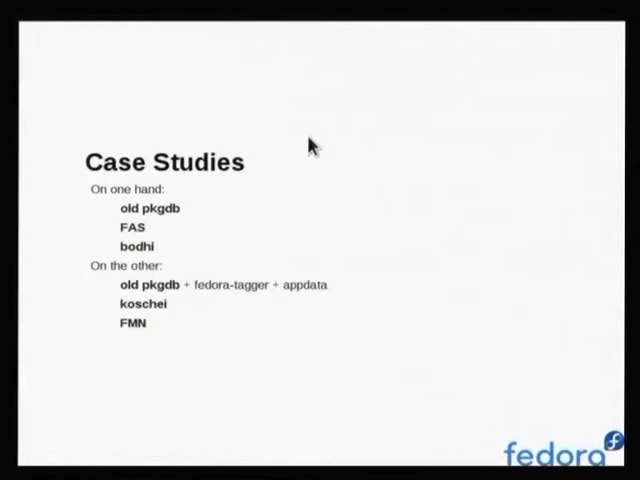 Case Studies
On one hand:
old pkgdb
FAS
bodhi
On the other:
old pkgdb + fedora-tagger + appdata
koschei
FMN
fedora